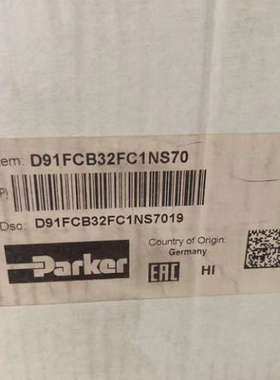 em: D91FCB32FC1NS70
P)
Dsc: D91FCB32FC1NS7019
Parker
Country of Origin:
Germany
EAC
HI